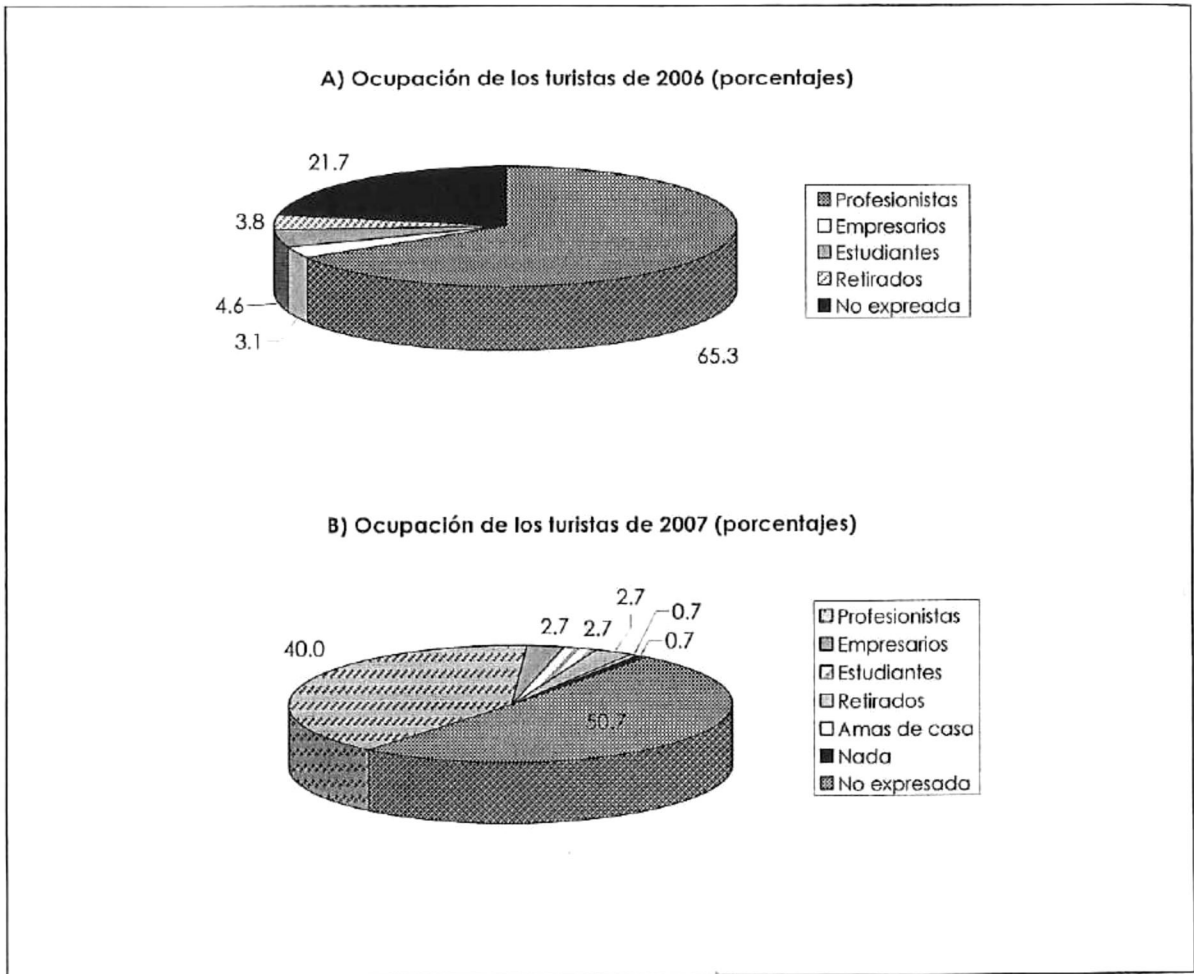 A) Ocupación de los turistas de 2006 (porcentajes)
21.7
3.8
4.6
3.1
65.3
Profesionistas
Empresarios
Estudiantes
Retirados
No expreada
B) Ocupación de los turistas de 2007 (porcentajes)
40.0
2.7
2.7
2.7
0.7
0.7
50.7
Profesionistas
Empresarios
Estudiantes
Retirados
Amas de casa
Nada
No expresada